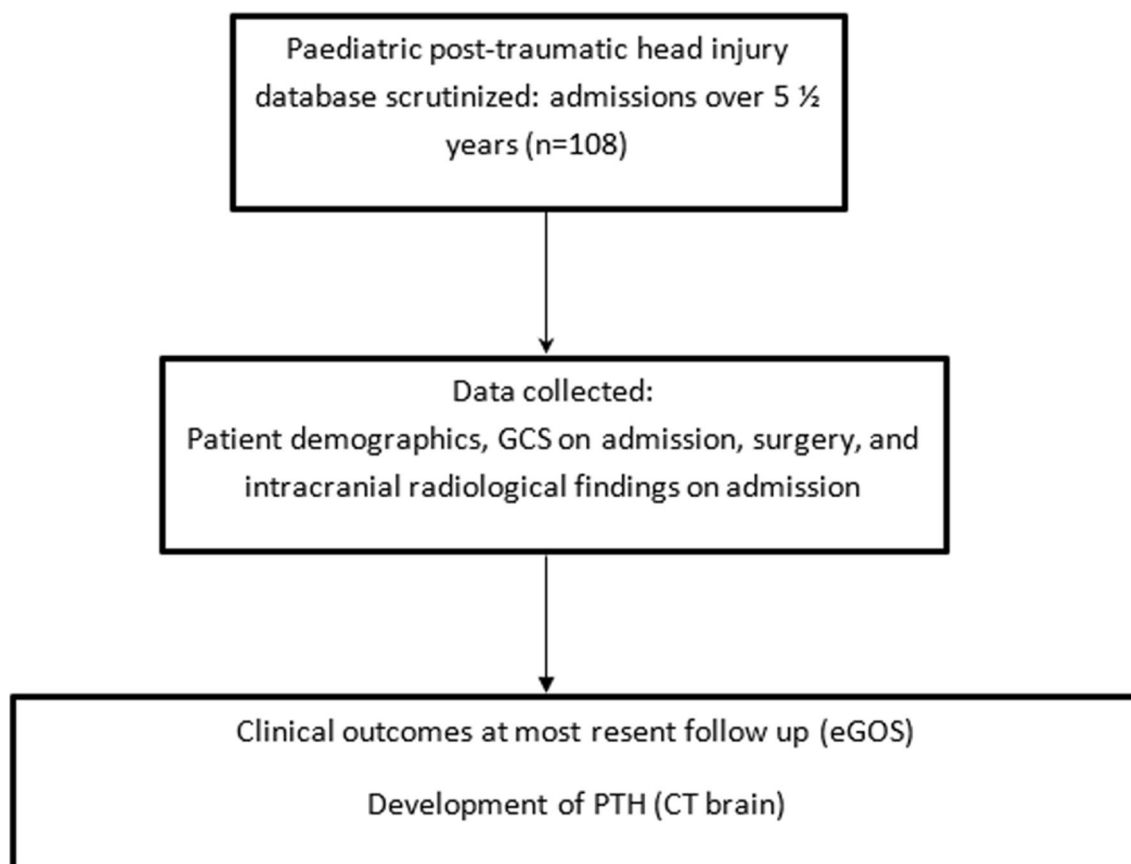 Paediatric post-traumatic head injury
database scrutinized: admissions over 5 ½
years (n=108)
Data collected:
Patient demographics, GCS on admission, surgery, and
intracranial radiological findings on admission
Clinical outcomes at most resent follow up (eGOS)
Development of PTH (CT brain)